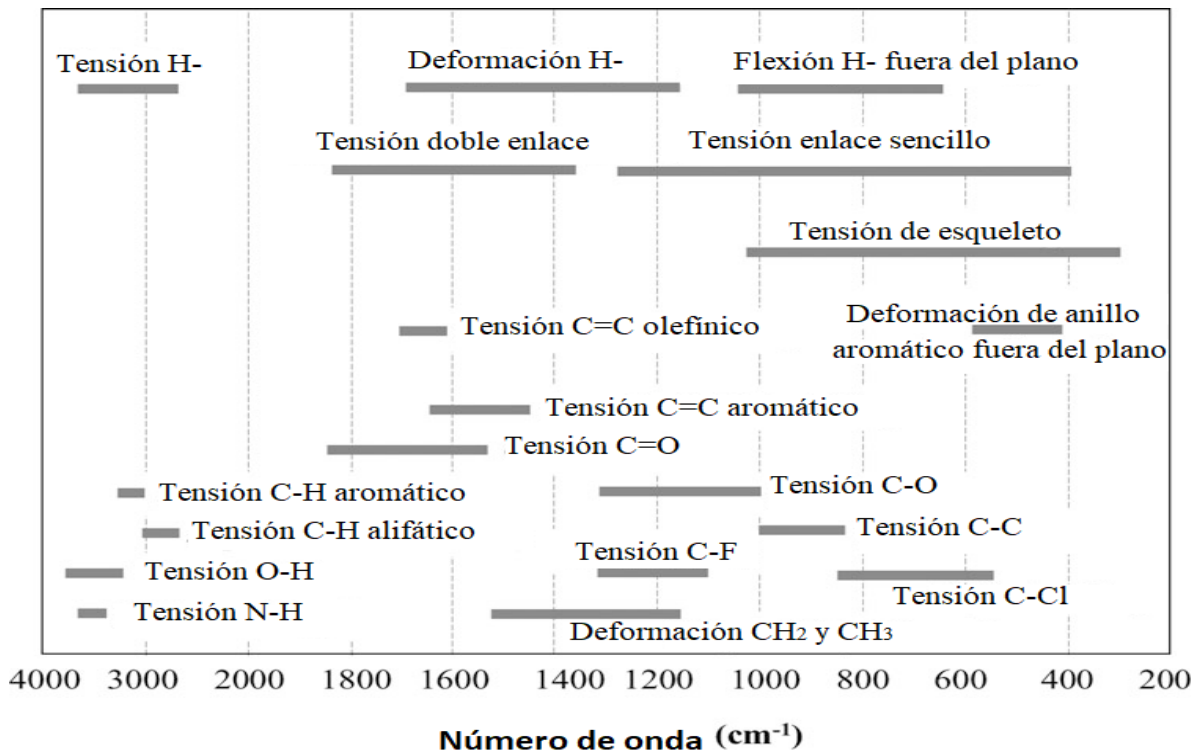 Tensión H-
Deformación H-
Flexión H- fuera del plano
Tensión doble enlace
Tensión enlace sencillo
Tensión de esqueleto
Tensión C=C olefínico
Deformación de anillo
aromático fuera del plano
Tensión C=C aromático
Tensión C=O
Tensión C-H aromático
Tensión C-O
Tensión C-H alifático
Tensión C-C
Tensión C-F
Tensión O-H
Tensión C-Cl
Tensión N-H
Deformación CH2 y CH3
4000 3000 2000 1800 1600 1400 1200 1000 800 600 400 200
Número de onda (cm-1)